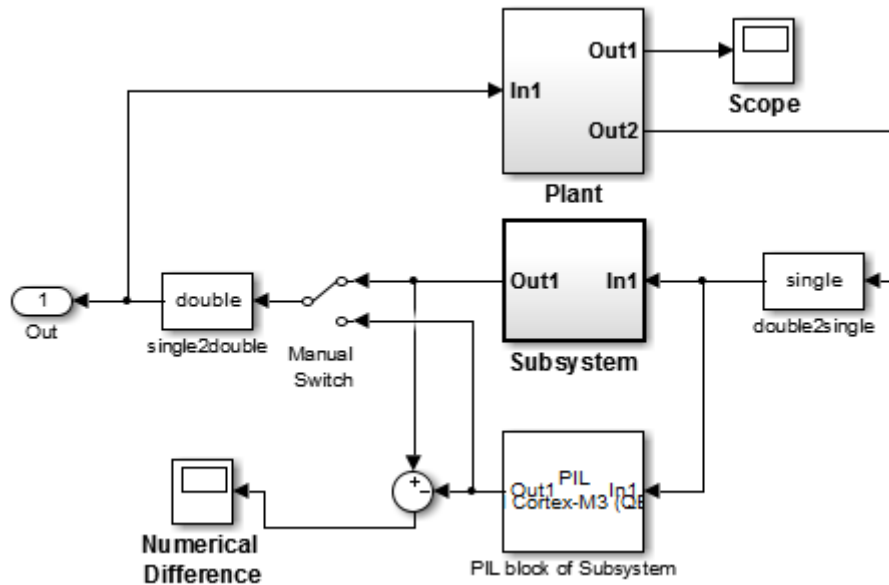 Out1
In1
Out2
Scope
Plant
Out1
In1
single
double
1
Out
single2double
Manual
Switch
Subsystem
double2single
+
−
PIL
Out1
In1
Cortex-M3 (QE
Numerical
Difference
PIL block of Subsystem